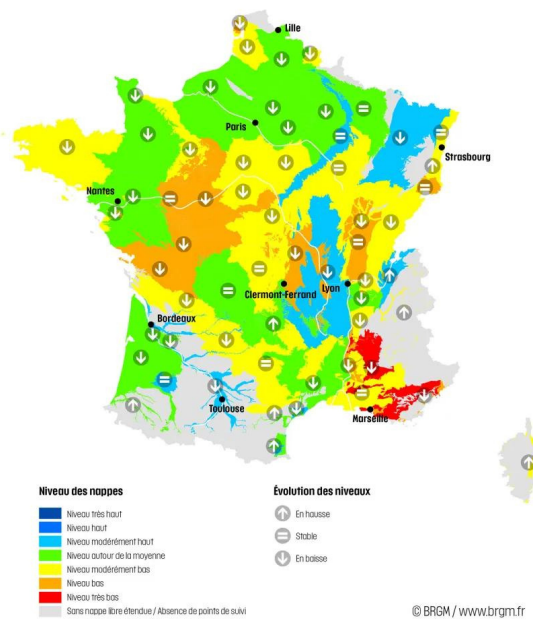 Lille
Paris
Strasbourg
Nantes
Clermont-Ferrand
Lyon
Bordeaux
Toulouse
Marseille
Niveau des nappes
Niveau très haut
Niveau haut
Niveau modérément haut
Niveau autour de la moyenne
Niveau modérément bas
Niveau bas
Niveau très bas
Sans nappe libre étendue / Absence de points de suivi
Évolution des niveaux
En hausse
Stable
En baisse
© BRGM / www.brgm.fr